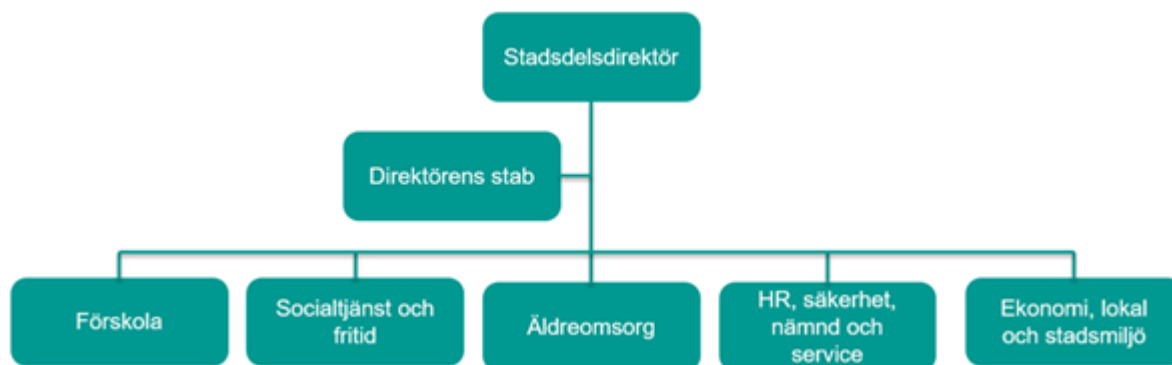 Stadsdelsdirektör
Direktörens stab
Förskola
Socialtjänst och
fritid
Äldreomsorg
HR, säkerhet,
nämnd och
service
Ekonomi, lokal
och stadsmiljö